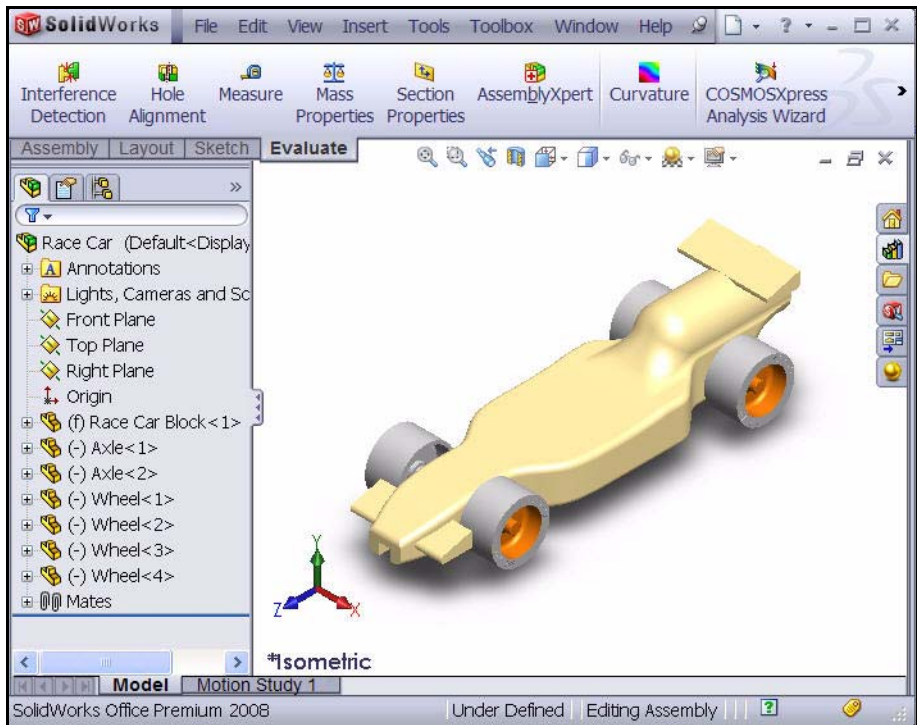 SolidWorks File Edit View Insert Tools Toolbox Window Help ?
Interference Detection Hole Alignment Measure Mass Properties Section Properties AssemblyXpert Curvature COSMOSXpress Analysis Wizard
Assembly Layout Sketch Evaluate
Race Car (Default<Display
A Annotations
Lights, Cameras and Sc
Front Plane
Top Plane
Right Plane
Origin
(f) Race Car Block<1>
(-) Axle<1>
(-) Axle<2>
(-) Wheel<1>
(-) Wheel<2>
(-) Wheel<3>
(-) Wheel<4>
Mates
Y
Z X
*Isometric
Model Motion Study 1
SolidWorks Office Premium 2008 Under Defined Editing Assembly ?